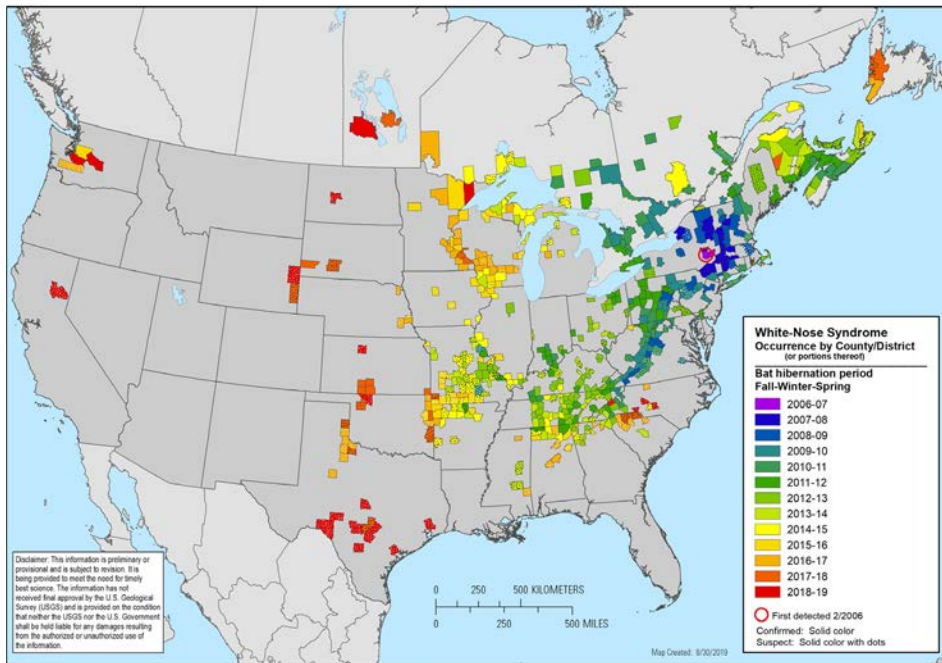 White-Nose Syndrome
Occurrence by County/District
(or portions thereof)
Bat hibernation period
Fall-Winter-Spring
2006-07
2007-08
2008-09
2009-10
2010-11
2011-12
2012-13
2013-14
2014-15
2015-16
2016-17
2017-18
2018-19
First detected 2/2006
Confirmed: Solid color
Suspect: Solid color with dots
Disclaimer: This information is preliminary or
provisional and is subject to revision. It is
being provided to meet the need for timely
best science. The information has not
received final approval by the U.S. Geological
Survey (USGS) and is provided on the condition
that neither the USGS nor the U.S. Government
shall be held liable for any damages resulting
from the authorized or unauthorized use of
the information.
0 250 500 KILOMETERS
0 250 500 MILES
Map Created: 8/30/2019